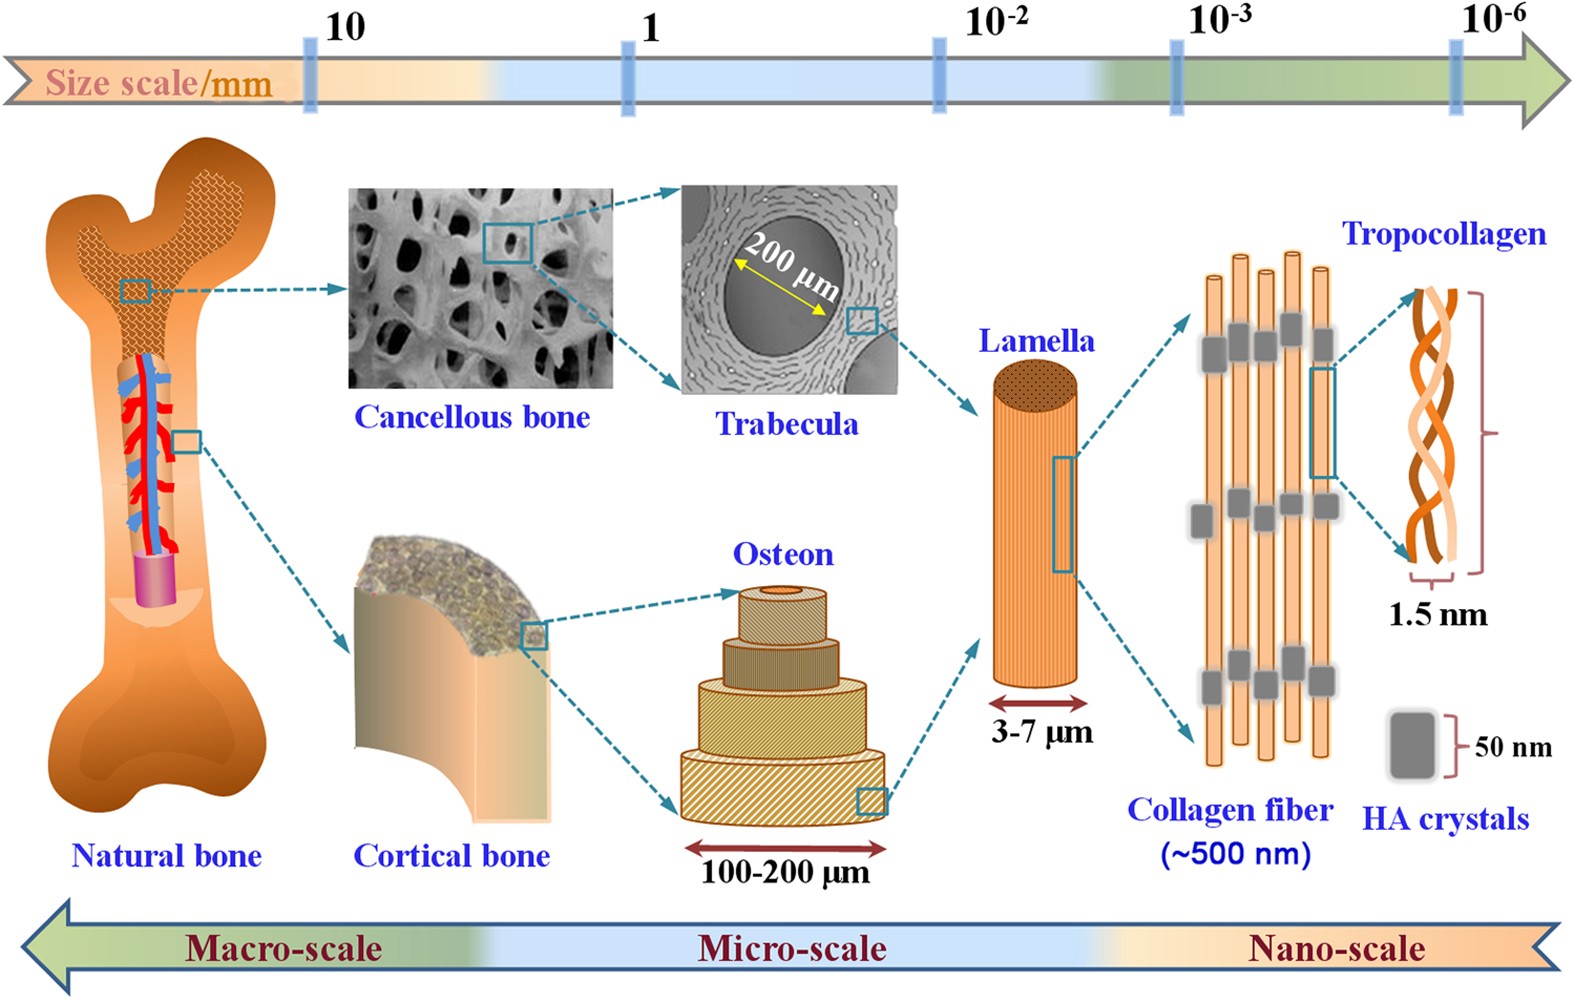 10
1
10-2
10-3
10-6
Size scale/mm
Tropocollagen
200 μm
Lamella
Cancellous bone
Trabecula
Osteon
1.5 nm
3-7 μm
50 nm
Collagen fiber
(~500 nm)
HA crystals
Natural bone
Cortical bone
100-200 μm
Macro-scale
Micro-scale
Nano-scale